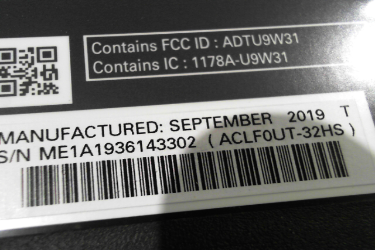 Contains FCC ID : ADTU9W31
Contains IC : 1178A-U9W31
MANUFACTURED: SEPTEMBER 2019 T
S/N ME1A1936143302 ( ACLF0UT-32HS )